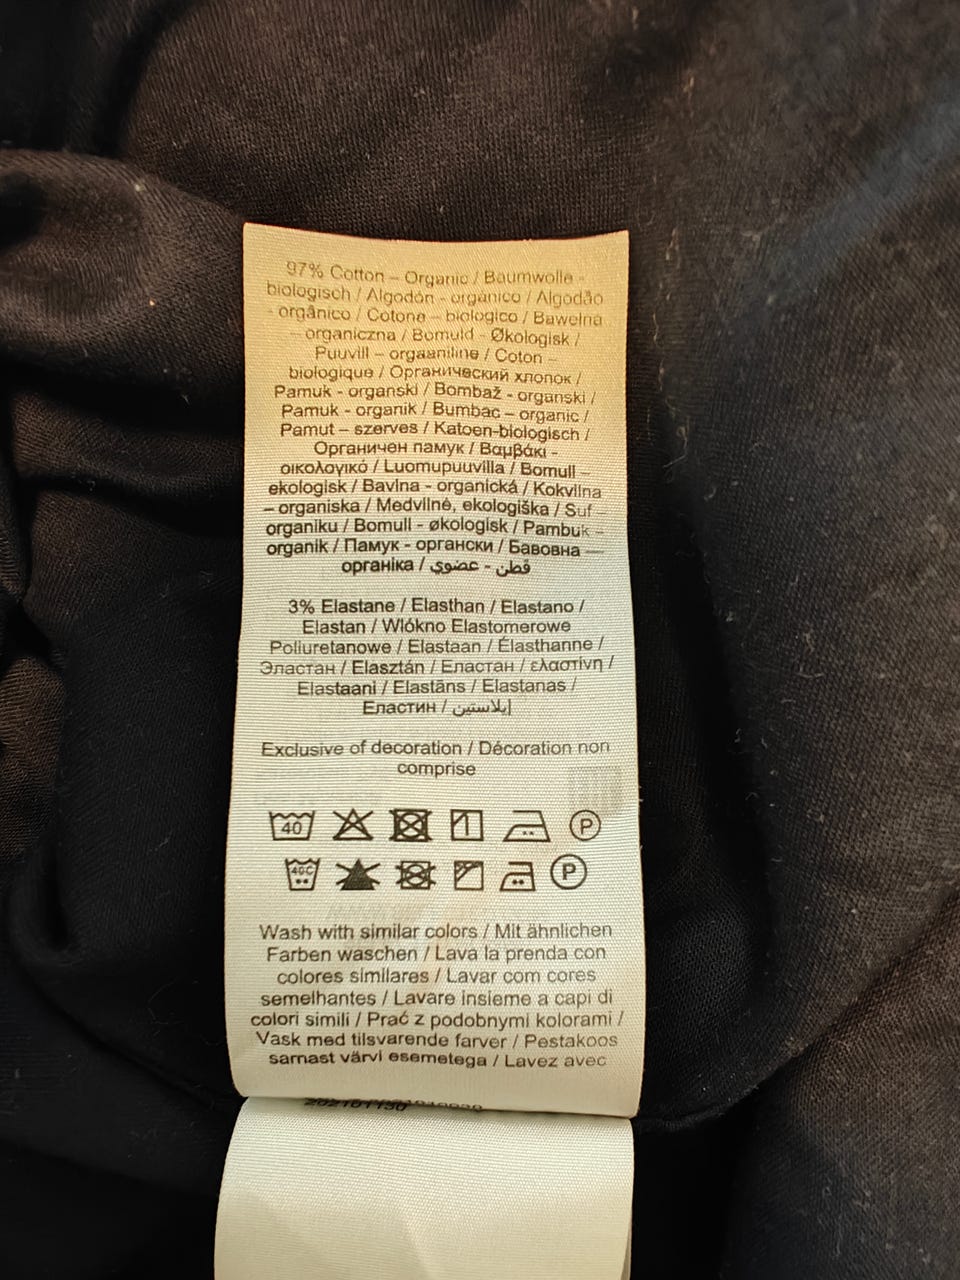 97% Cotton – Organic / Baumwolle -
biologisch / Algodón - orgánico / Algodão
- orgânico / Cotone – biologico / Bawełna
– organiczna / Bomuld - Økologisk /
Puuvill – orgaaniline / Coton –
biologique / Органический хлопок /
Pamuk - organski / Bombaž - organski /
Pamuk - organik / Bumbac – organic /
Pamut – szerves / Katoen-biologisch /
Органичен памук / Βαμβάκι -
οικολογικό / Luomupuuvilla / Bomull –
ekologisk / Bavlna - organická / Kokvilna
– organiska / Medvilnė, ekologiška / Suf –
organiku / Bomull - økologisk / Pambuk –
organik / Памук - органски / Бавовна —
органіка / قطن - عضوي
3% Elastane / Elasthan / Elastano /
Elastan / Włókno Elastomerowe
Poliuretanowe / Elastaan / Élasthanne /
Эластан / Elasztán / Еластан / ελαστίνη /
Elastaani / Elastāns / Elastanas /
Еластин / إيلاستين
Exclusive of decoration / Décoration non
comprise
40 P
40C P
Wash with similar colors / Mit ähnlichen
Farben waschen / Lava la prenda con
colores similares / Lavar com cores
semelhantes / Lavare insieme a capi di
colori simili / Prać z podobnymi kolorami /
Vask med tilsvarende farver / Pestakoos
samast värvi esemetega / Lavez avec